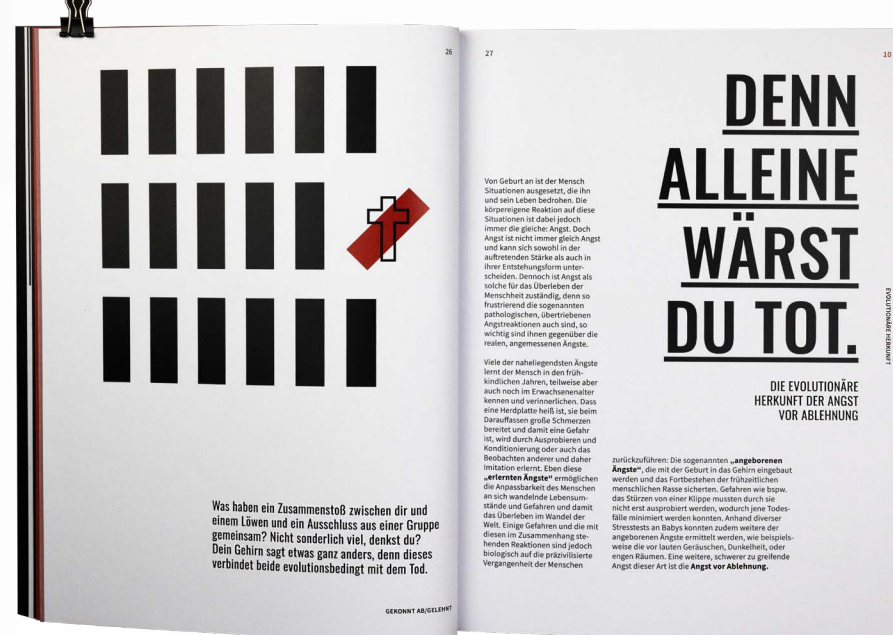 26
Was haben ein Zusammenstoß zwischen dir und
einem Löwen und ein Ausschluss aus einer Gruppe
gemeinsam? Nicht sonderlich viel, denkst du?
Dein Gehirn sagt etwas ganz anders, denn dieses
verbindet beide evolutionsbedingt mit dem Tod.
GEKONNT AB/GELEHNT
27
10
DENN
ALLEINE
WÄRST
DU TOT.
DIE EVOLUTIONÄRE
HERKUNFT DER ANGST
VOR ABLEHNUNG
EVOLUTIONÄRE HERKUNFT
Von Geburt an ist der Mensch
Situationen ausgesetzt, die ihn
und sein Leben bedrohen. Die
körpereigene Reaktion auf diese
Situationen ist dabei jedoch
immer die gleiche: Angst. Doch
Angst ist nicht immer gleich Angst
und kann sich sowohl in der
auftretenden Stärke als auch in
ihrer Entstehungsform unter-
scheiden. Dennoch ist Angst als
solche für das Überleben der
Menschheit zuständig, denn so
frustrierend die sogenannten
pathologischen, übertriebenen
Angstreaktionen auch sind, so
wichtig sind ihnen gegenüber die
realen, angemessenen Ängste.
Viele der naheliegendsten Ängste
lernt der Mensch in den früh-
kindlichen Jahren, teilweise aber
auch noch im Erwachsenenalter
kennen und verinnerlichen. Dass
eine Herdplatte heiß ist, sie beim
Darauffassen große Schmerzen
bereitet und damit eine Gefahr
ist, wird durch Ausprobieren und
Konditionierung oder auch das
Beobachten anderer und daher
Imitation erlernt. Eben diese
„erlernten Ängste“ ermöglichen
die Anpassbarkeit des Menschen
an sich wandelnde Lebensum-
stände und Gefahren und damit
das Überleben im Wandel der
Welt. Einige Gefahren und die mit
diesen im Zusammenhang ste-
henden Reaktionen sind jedoch
biologisch auf die präzivilisierte
Vergangenheit der Menschen
zurückzuführen: Die sogenannten „angeborenen
Ängste“, die mit der Geburt in das Gehirn eingebaut
werden und das Fortbestehen der frühzeitlichen
menschlichen Rasse sicherten. Gefahren wie bspw.
das Stürzen von einer Klippe mussten durch sie
nicht erst ausprobiert werden, wodurch jene Todes-
fälle minimiert werden konnten. Anhand diverser
Stresstests an Babys konnten zudem weitere der
angeborenen Ängste ermittelt werden, wie beispiels-
weise die vor lauten Geräuschen, Dunkelheit, oder
engen Räumen. Eine weitere, schwerer zu greifende
Angst dieser Art ist die Angst vor Ablehnung.